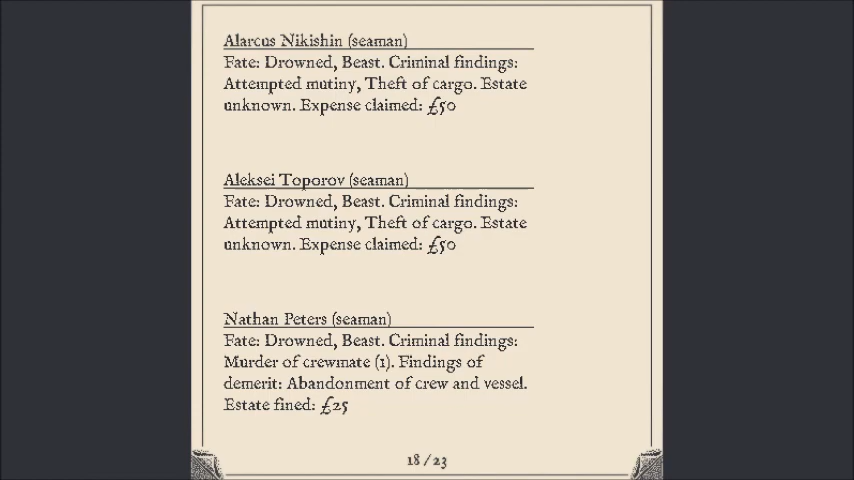 Alarcus Nikishin (seaman)
Fate: Drowned, Beast. Criminal findings:
Attempted mutiny, Theft of cargo. Estate
unknown. Expense claimed: £50
Aleksei Toporov (seaman)
Fate: Drowned, Beast. Criminal findings:
Attempted mutiny, Theft of cargo. Estate
unknown. Expense claimed: £50
Nathan Peters (seaman)
Fate: Drowned, Beast. Criminal findings:
Murder of crewmate (1). Findings of
demerit: Abandonment of crew and vessel.
Estate fined: £25
18 / 23